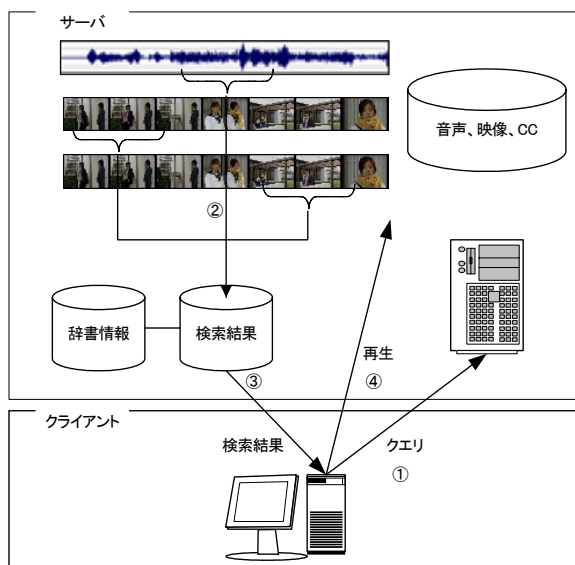 サーバ
音声、映像、CC
②
辞書情報
検索結果
再生
③
④
クライアント
検索結果
クエリ
①